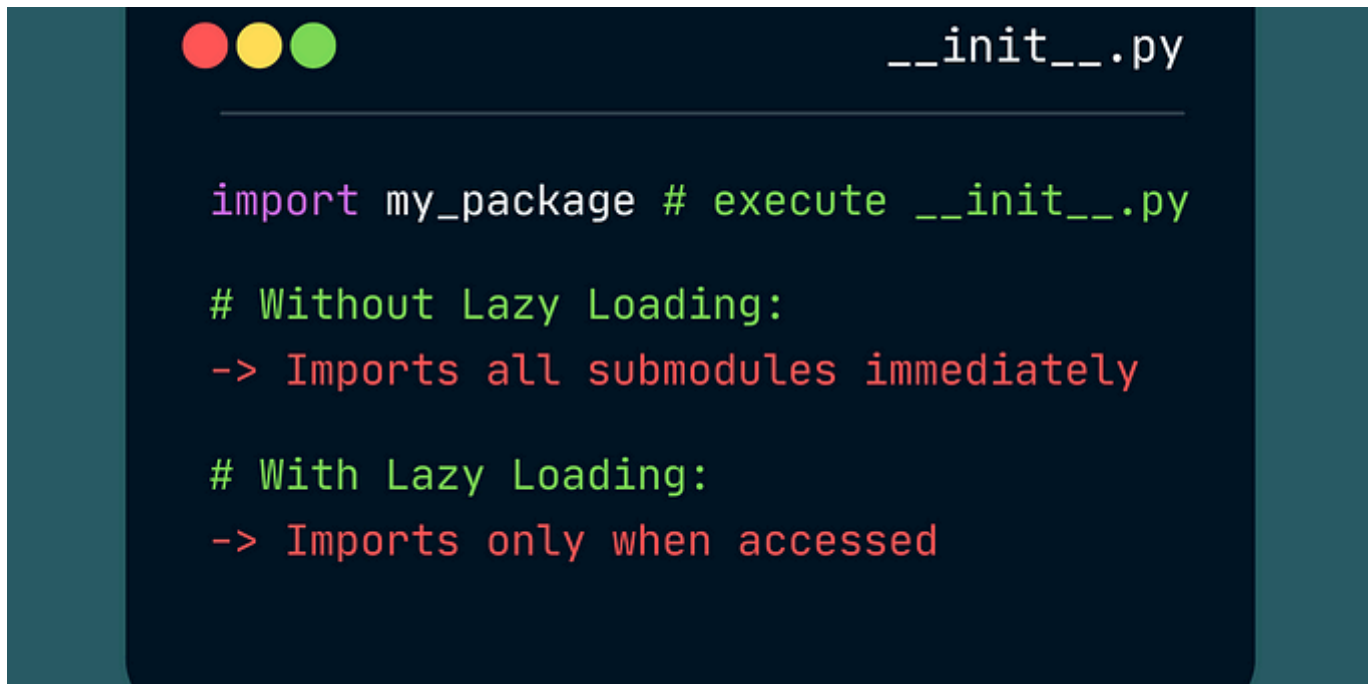 __init__.py
import my_package # execute __init__.py
# Without Lazy Loading:
-> Imports all submodules immediately
# With Lazy Loading:
-> Imports only when accessed